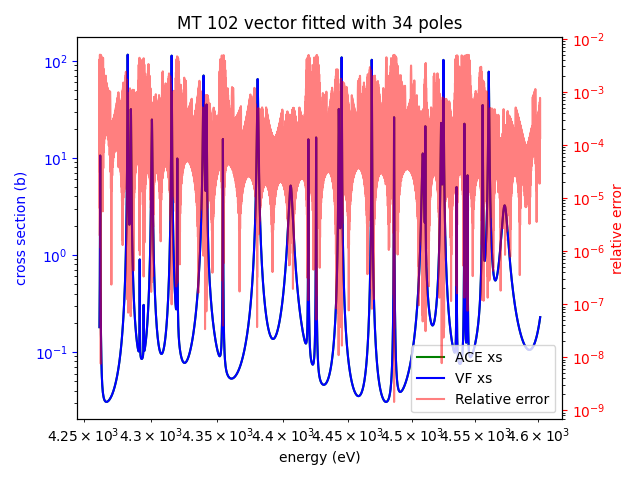 MT 102 vector fitted with 34 poles
10²
10¹
10⁰
10⁻¹
cross section (b)
10⁻²
10⁻³
10⁻⁴
10⁻⁵
10⁻⁶
10⁻⁷
10⁻⁸
10⁻⁹
relative error
ACE xs
VF xs
Relative error
4.25 × 10³ 4.3 × 10³ 4.35 × 10³ 4.4 × 10³ 4.45 × 10³ 4.5 × 10³ 4.55 × 10³ 4.6 × 10³
energy (eV)